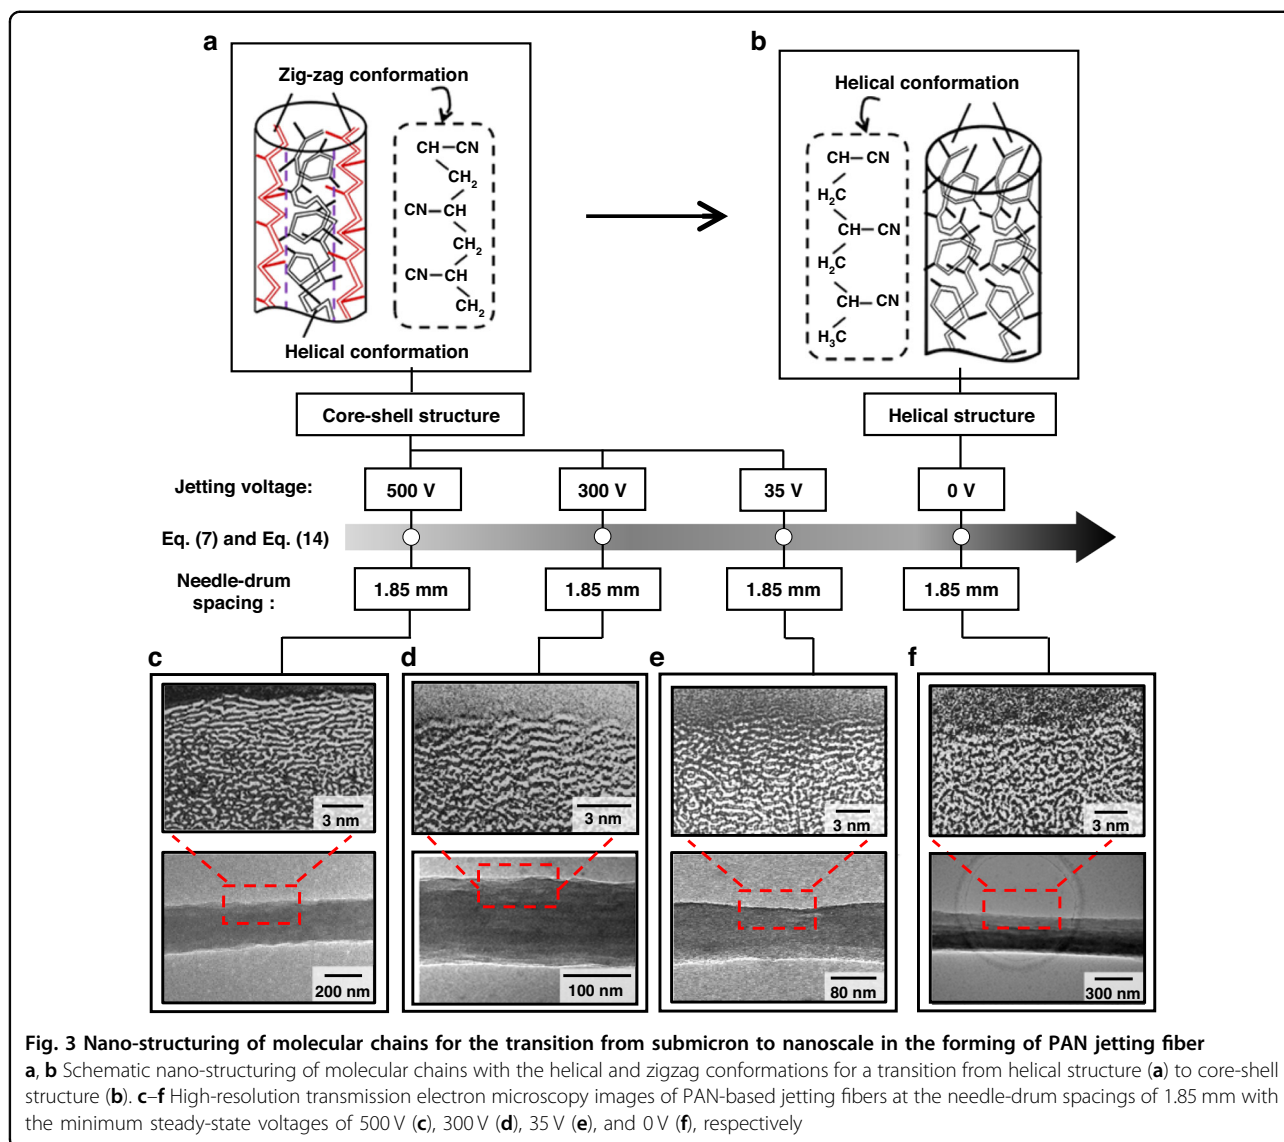 a
b
Zig-zag conformation
CH—CN
CH2
CN—CH
CH2
CN—CH
CH2
Helical conformation
Helical conformation
CH—CN
H2C
CH—CN
H2C
CH—CN
H3C
Core-shell structure
Helical structure
Jetting voltage:
500 V
300 V
35 V
0 V
Eq. (7) and Eq. (14)
Needle-drum
spacing :
1.85 mm
1.85 mm
1.85 mm
1.85 mm
c
d
e
f
3 nm
3 nm
3 nm
3 nm
200 nm
100 nm
80 nm
300 nm
Fig. 3 Nano-structuring of molecular chains for the transition from submicron to nanoscale in the forming of PAN jetting fiber
a, b Schematic nano-structuring of molecular chains with the helical and zigzag conformations for a transition from helical structure (a) to core-shell
structure (b). c–f High-resolution transmission electron microscopy images of PAN-based jetting fibers at the needle-drum spacings of 1.85 mm with
the minimum steady-state voltages of 500 V (c), 300 V (d), 35 V (e), and 0 V (f), respectively